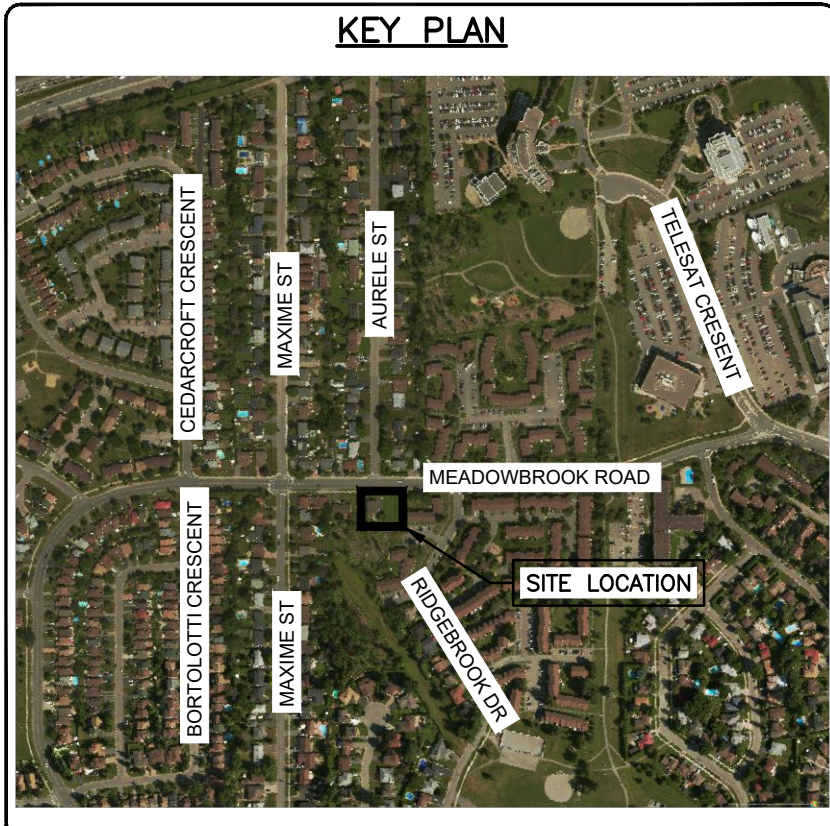 KEY PLAN
CEDARCROFT CRESCENT
MAXIME ST
AURELE ST
TELESAT CRESENT
MEADOWBROOK ROAD
BORTOLOTTI CRESCENT
MAXIME ST
RIDGEBROOK DR
SITE LOCATION